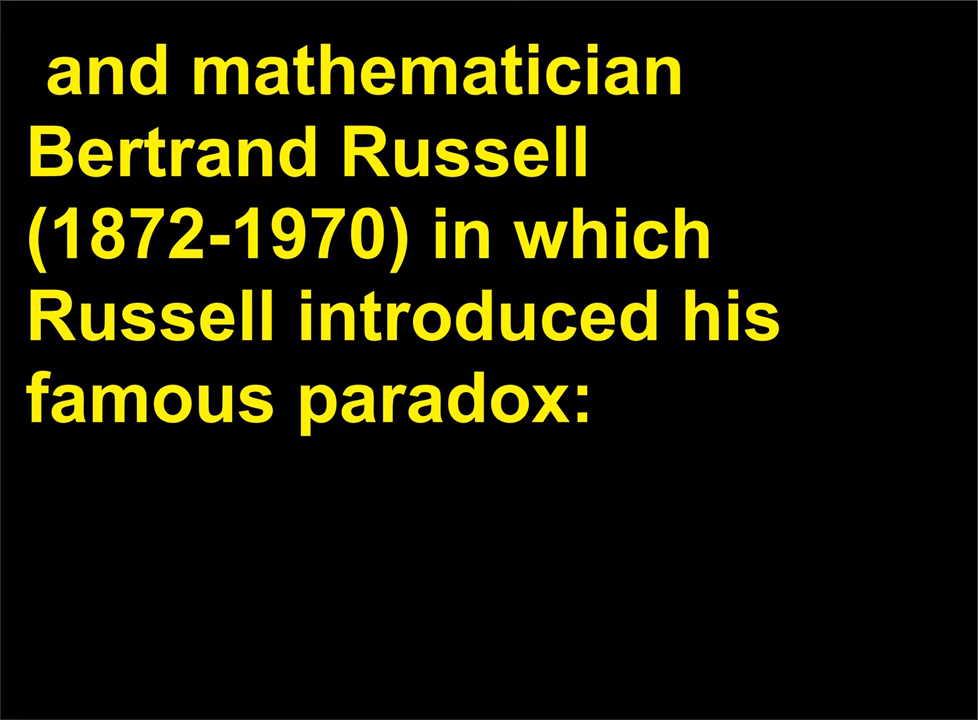 and mathematician
Bertrand Russell
(1872-1970) in which
Russell introduced his
famous paradox: